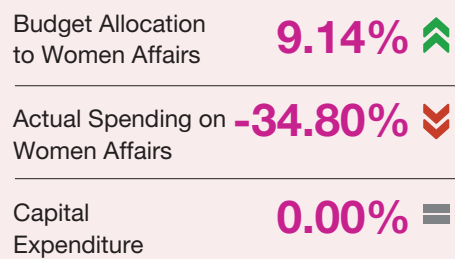 Budget Allocation
to Women Affairs
9.14%
Actual Spending on
Women Affairs
-34.80%
Capital
Expenditure
0.00%